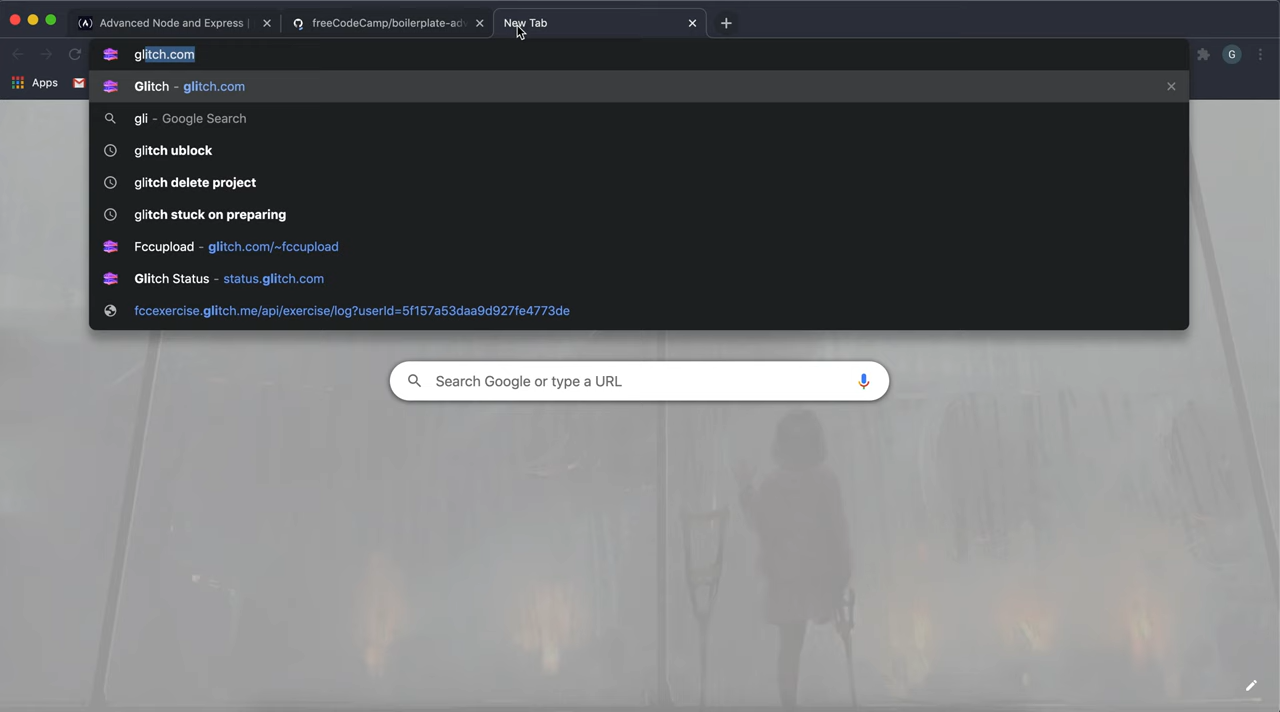 Advanced Node and Express
freeCodeCamp/boilerplate-adv
New Tab
glitch.com
G
Apps
Glitch - glitch.com
gli - Google Search
glitch ublock
glitch delete project
glitch stuck on preparing
Fccupload - glitch.com/~fccupload
Glitch Status - status.glitch.com
fccexercise.glitch.me/api/exercise/log?userId=5f157a53daa9d927fe4773de
Search Google or type a URL